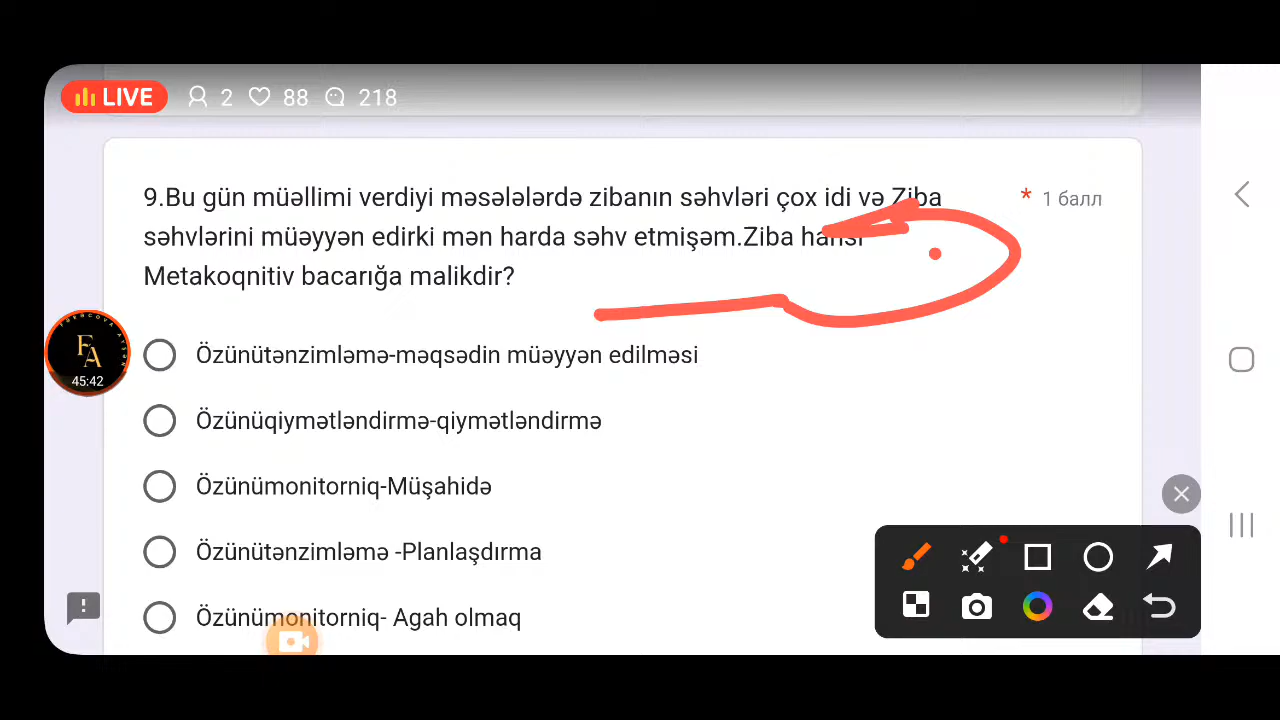 LIVE 2 88 218
9.Bu gün müəllimi verdiyi məsələlərdə zibanın səhvləri çox idi və Ziba
* 1 балл
səhvlərini müəyyən edirki mən harda səhv etmişəm.Ziba hansı
Metakoqnitiv bacarığa malikdir?
FA
45:42
Özünütənzimləmə-məqsədin müəyyən edilməsi
Özünüqiymətləndirmə-qiymətləndirmə
Özünümonitorniq-Müşahidə
Özünütənzimləmə -Planlaşdırma
Özünümonitorniq- Agah olmaq